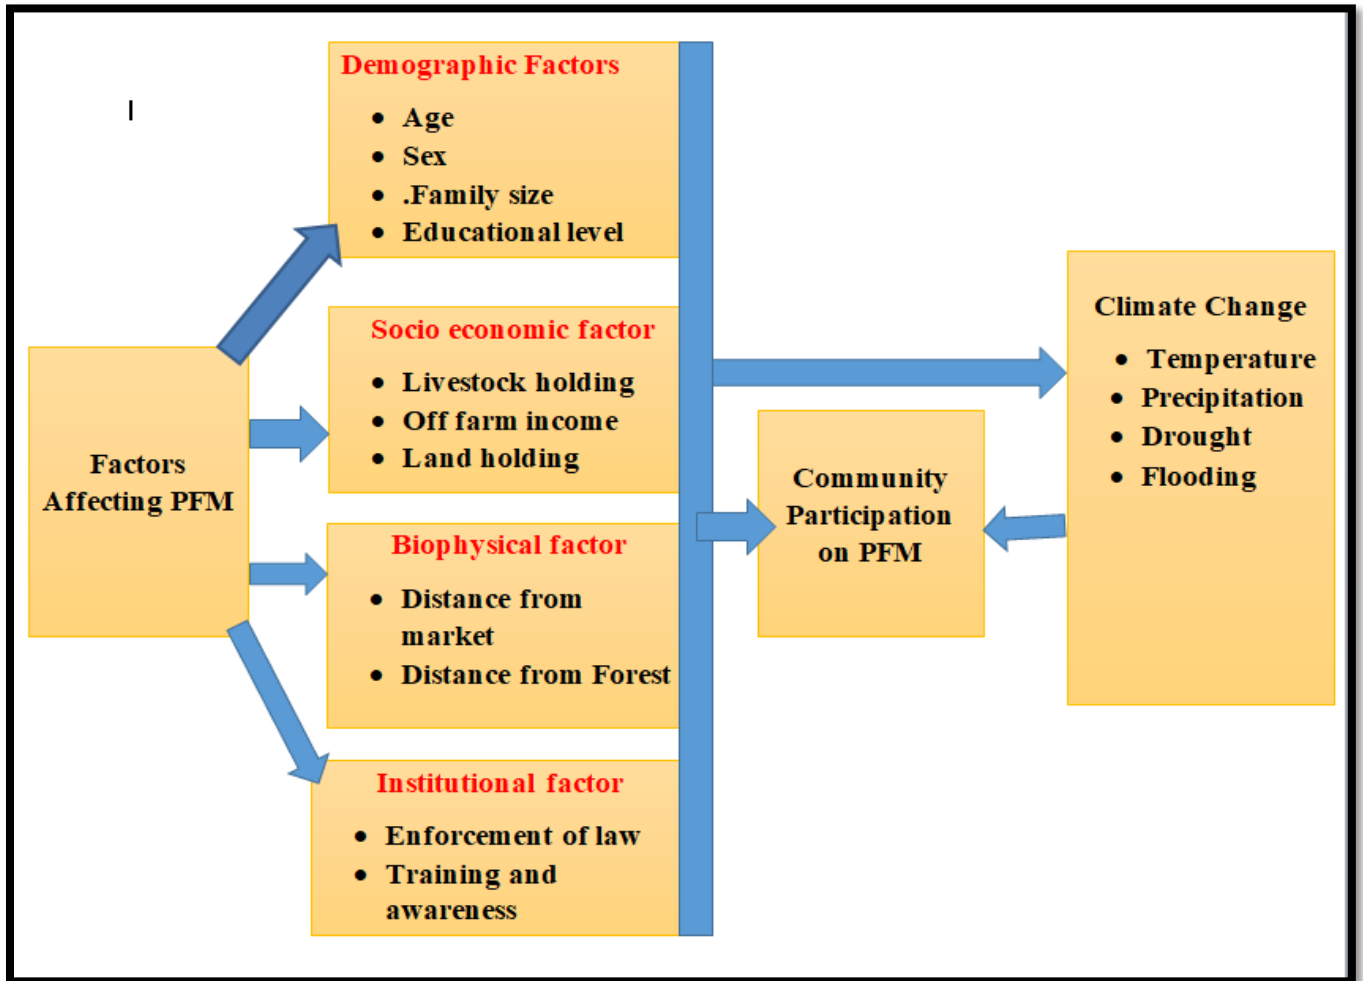 Demographic Factors
• Age
• Sex
• .Family size
• Educational level
Socio economic factor
• Livestock holding
• Off farm income
• Land holding
Factors
Affecting PFM
Biophysical factor
• Distance from
market
• Distance from Forest
Institutional factor
• Enforcement of law
• Training and
awareness
Community
Participation
on PFM
Climate Change
• Temperature
• Precipitation
• Drought
• Flooding